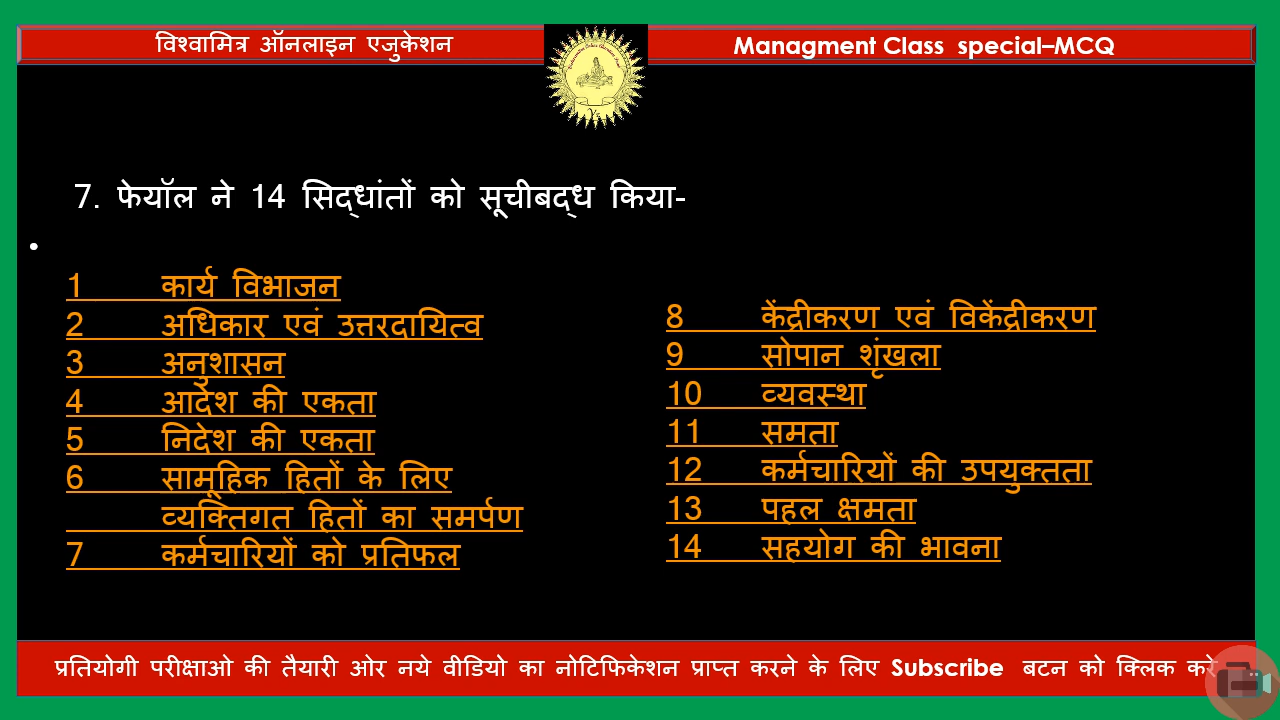 विश्वामित्र ऑनलाइन एजुकेशन
Managment Class special–MCQ
7. फेयॉल ने 14 सिद्धांतों को सूचीबद्ध किया-
1 कार्य विभाजन
2 अधिकार एवं उत्तरदायित्व
3 अनुशासन
4 आदेश की एकता
5 निदेश की एकता
6 सामूहिक हितों के लिए
व्यक्तिगत हितों का समर्पण
7 कर्मचारियों को प्रतिफल
8 केंद्रीकरण एवं विकेंद्रीकरण
9 सोपान शृंखला
10 व्यवस्था
11 समता
12 कर्मचारियों की उपयुक्तता
13 पहल क्षमता
14 सहयोग की भावना
प्रतियोगी परीक्षाओ की तैयारी ओर नये वीडियो का नोटिफिकेशन प्राप्त करने के लिए Subscribe बटन को क्लिक करे ..